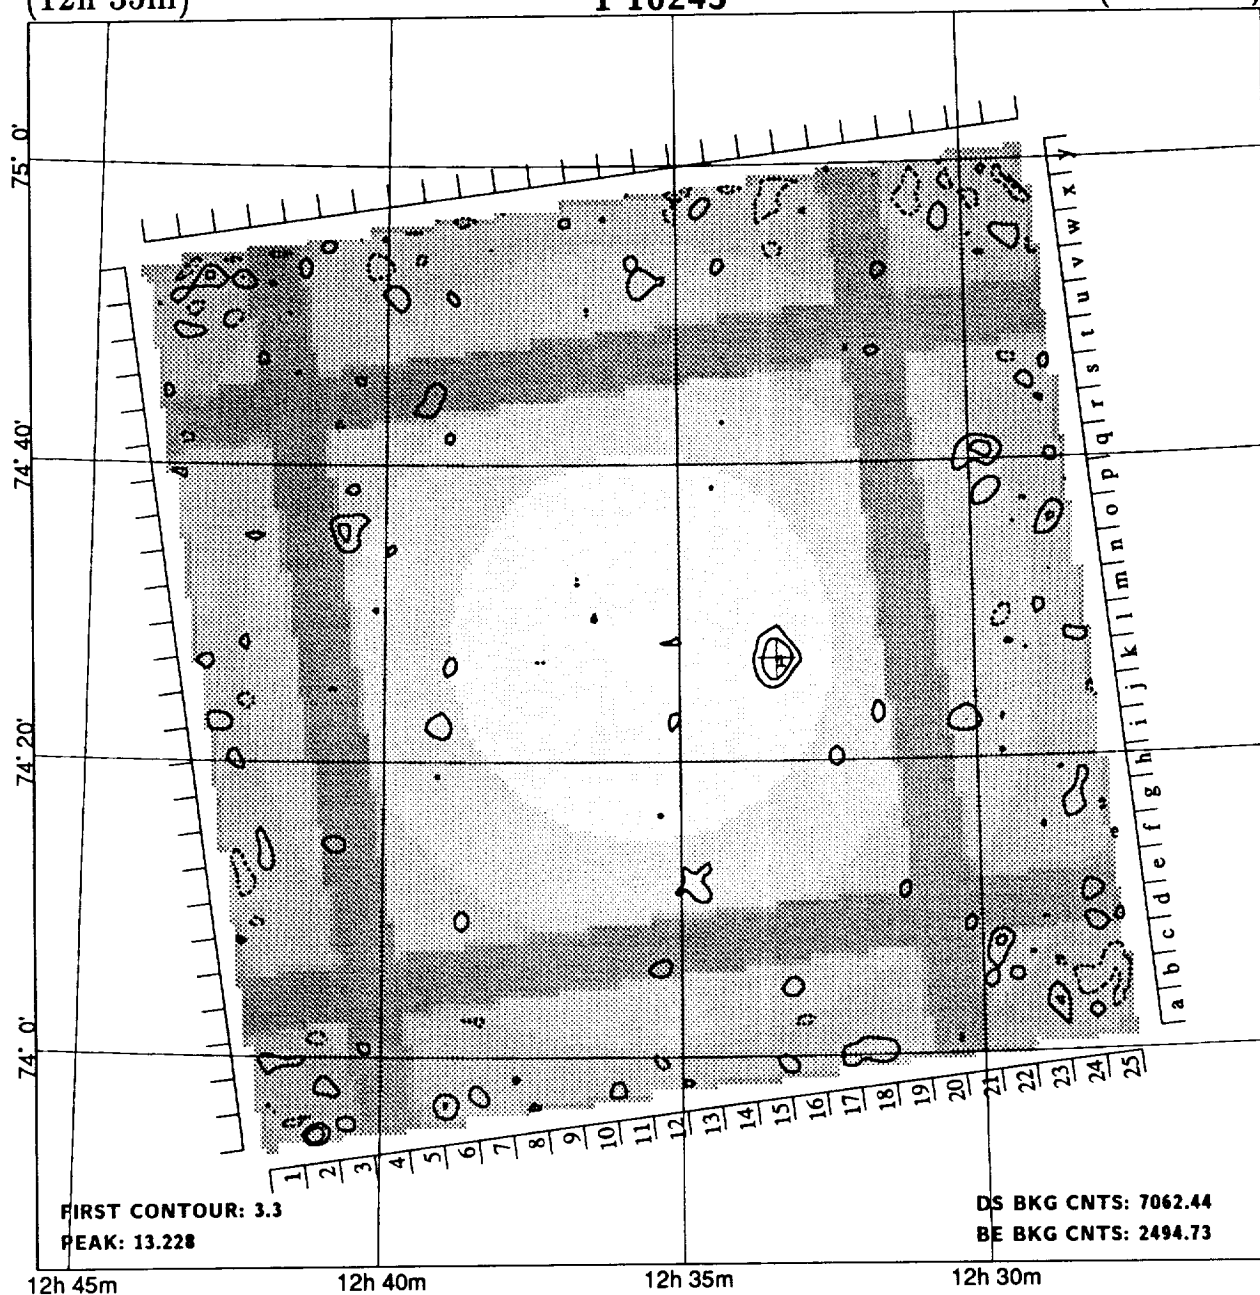 (12h 35m)
I 10245
75° 0'
74° 40'
74° 20'
74° 0'
y
x
w
v
u
t
s
r
q
p
o
n
m
l
k
j
i
h
g
f
e
d
c
b
a
1 2 3 4 5 6 7 8 9 10 11 12 13 14 15 16 17 18 19 20 21 22 23 24 25
FIRST CONTOUR: 3.3
PEAK: 13.228
DS BKG CNTS: 7062.44
BE BKG CNTS: 2494.73
12h 45m 12h 40m 12h 35m 12h 30m